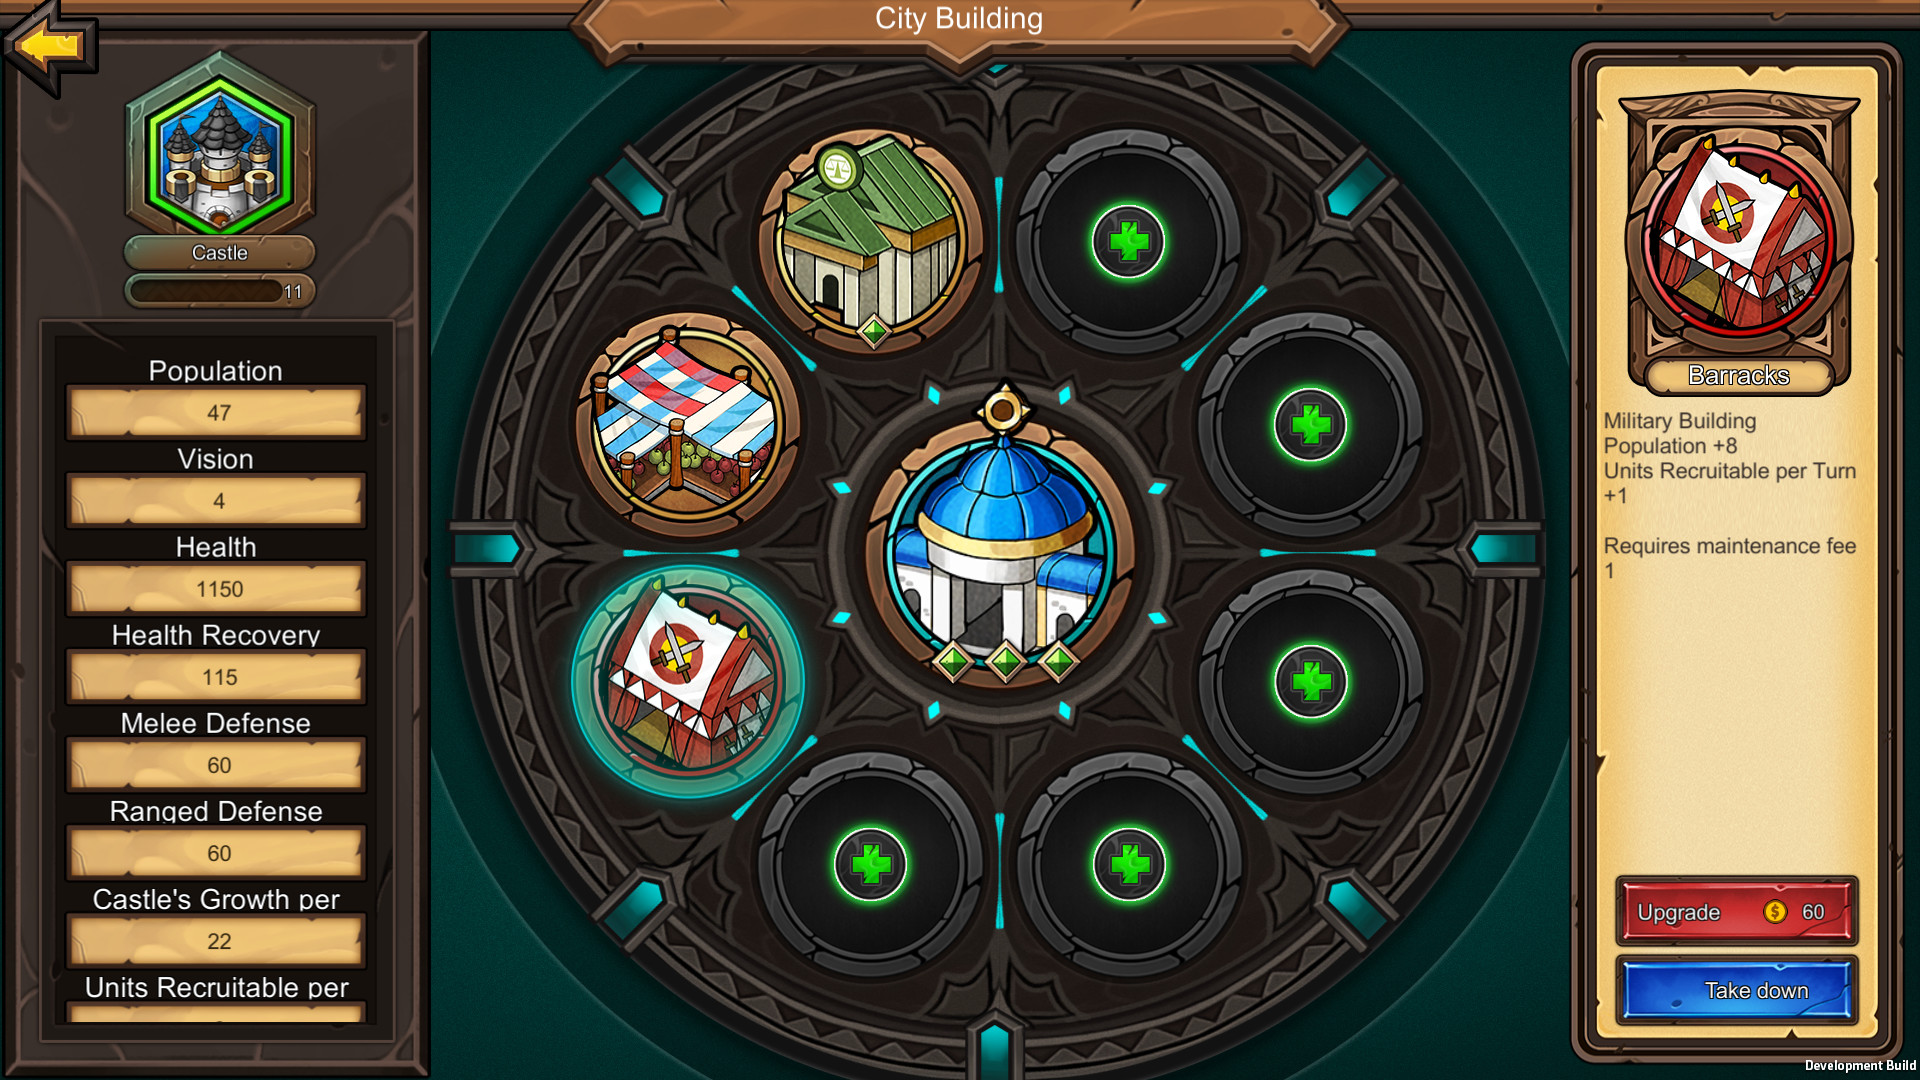 City Building
Castle
11
Population
47
Vision
4
Health
1150
Health Recovery
115
Melee Defense
60
Ranged Defense
60
Castle's Growth per
22
Units Recruitable per
Barracks
Military Building
Population +8
Units Recruitable per Turn
+1
Requires maintenance fee
1
Upgrade 60
Take down
Development Build